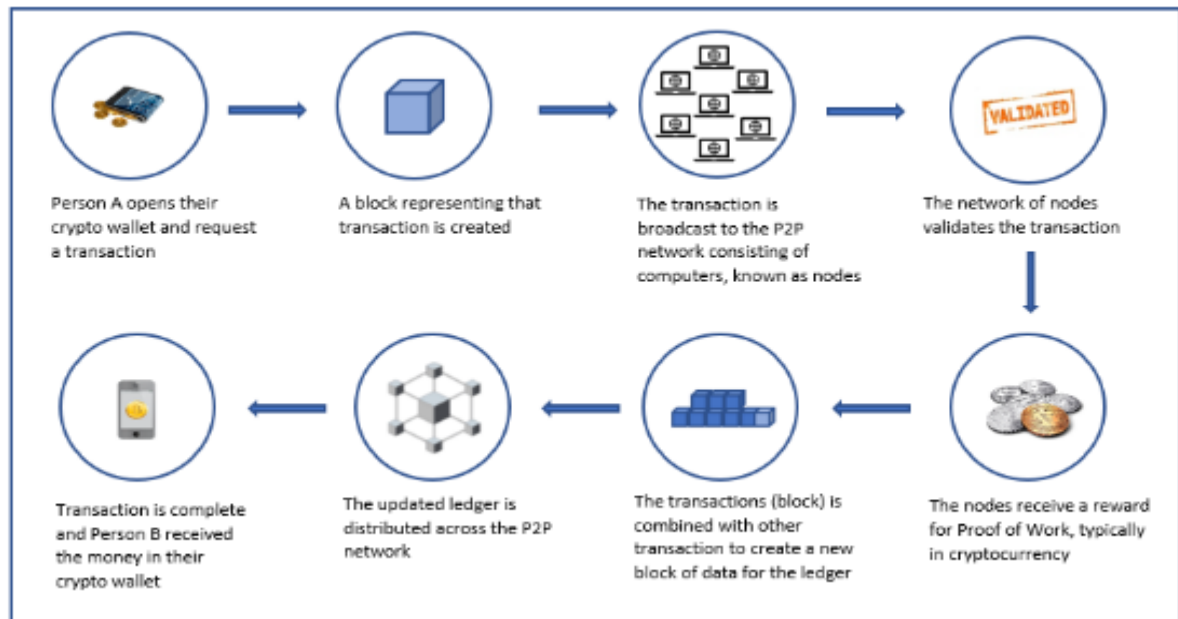 Person A opens their
crypto wallet and request
a transaction
A block representing that
transaction is created
The transaction is
broadcast to the P2P
network consisting of
computers, known as nodes
VALIDATED
The network of nodes
validates the transaction
The nodes receive a reward
for Proof of Work, typically
in cryptocurrency
The transactions (block) is
combined with other
transaction to create a new
block of data for the ledger
The updated ledger is
distributed across the P2P
network
Transaction is complete
and Person B received
the money in their
crypto wallet